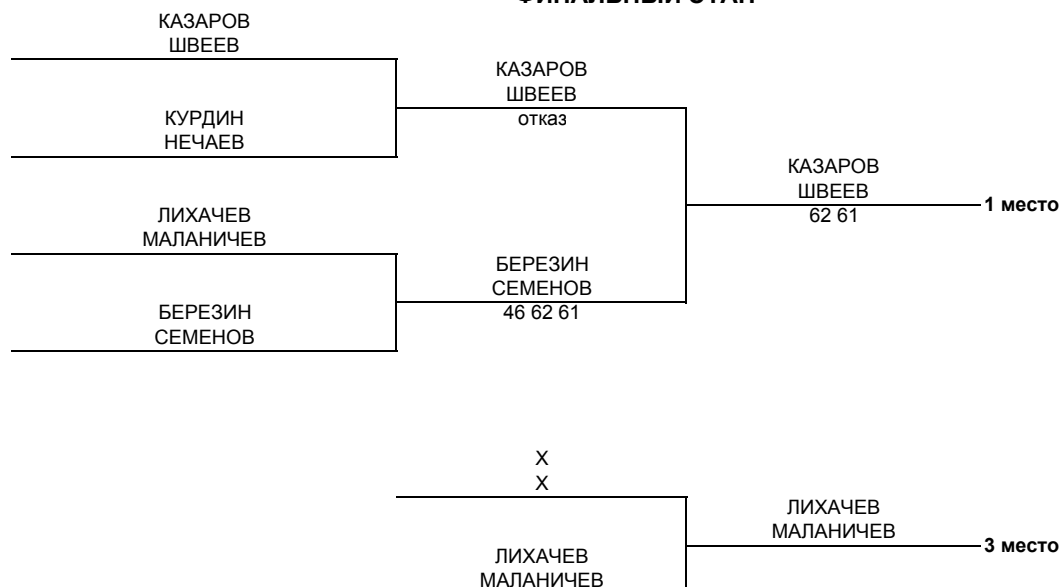 ФИНАЛЬНЫЙ ЭТАП
КАЗАРОВ
ШВЕЕВ
КУРДИН
НЕЧАЕВ
КАЗАРОВ
ШВЕЕВ
отказ
ЛИХАЧЕВ
МАЛАНИЧЕВ
БЕРЕЗИН
СЕМЕНОВ
БЕРЕЗИН
СЕМЕНОВ
46 62 61
КАЗАРОВ
ШВЕЕВ
62 61
1 место
X
X
ЛИХАЧЕВ
МАЛАНИЧЕВ
ЛИХАЧЕВ
МАЛАНИЧЕВ
3 место